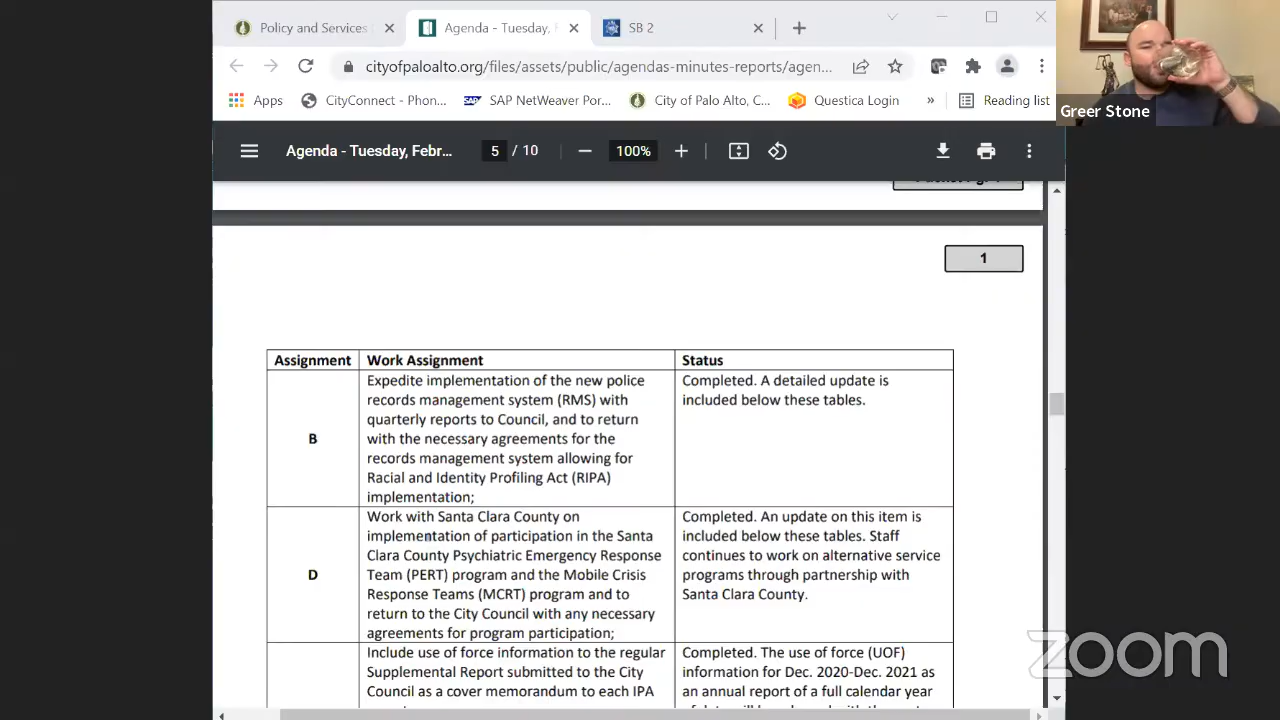 Policy and Services
Agenda - Tuesday, F
SB 2
cityofpaloalto.org/files/assets/public/agendas-minutes-reports/agen...
Apps
CityConnect - Phon...
SAP
SAP NetWeaver Por...
City of Palo Alto, C...
Questica Login
»
Reading list
Greer Stone
Agenda - Tuesday, Febr...
5 / 10
100%
1
Assignment
Work Assignment
Status
B
Expedite implementation of the new police
records management system (RMS) with
quarterly reports to Council, and to return
with the necessary agreements for the
records management system allowing for
Racial and Identity Profiling Act (RIPA)
implementation;
Completed. A detailed update is
included below these tables.
D
Work with Santa Clara County on
implementation of participation in the Santa
Clara County Psychiatric Emergency Response
Team (PERT) program and the Mobile Crisis
Response Teams (MCRT) program and to
return to the City Council with any necessary
agreements for program participation;
Completed. An update on this item is
included below these tables. Staff
continues to work on alternative service
programs through partnership with
Santa Clara County.
Include use of force information to the regular
Supplemental Report submitted to the City
Council as a cover memorandum to each IPA
Completed. The use of force (UOF)
information for Dec. 2020-Dec. 2021 as
an annual report of a full calendar year
zoom